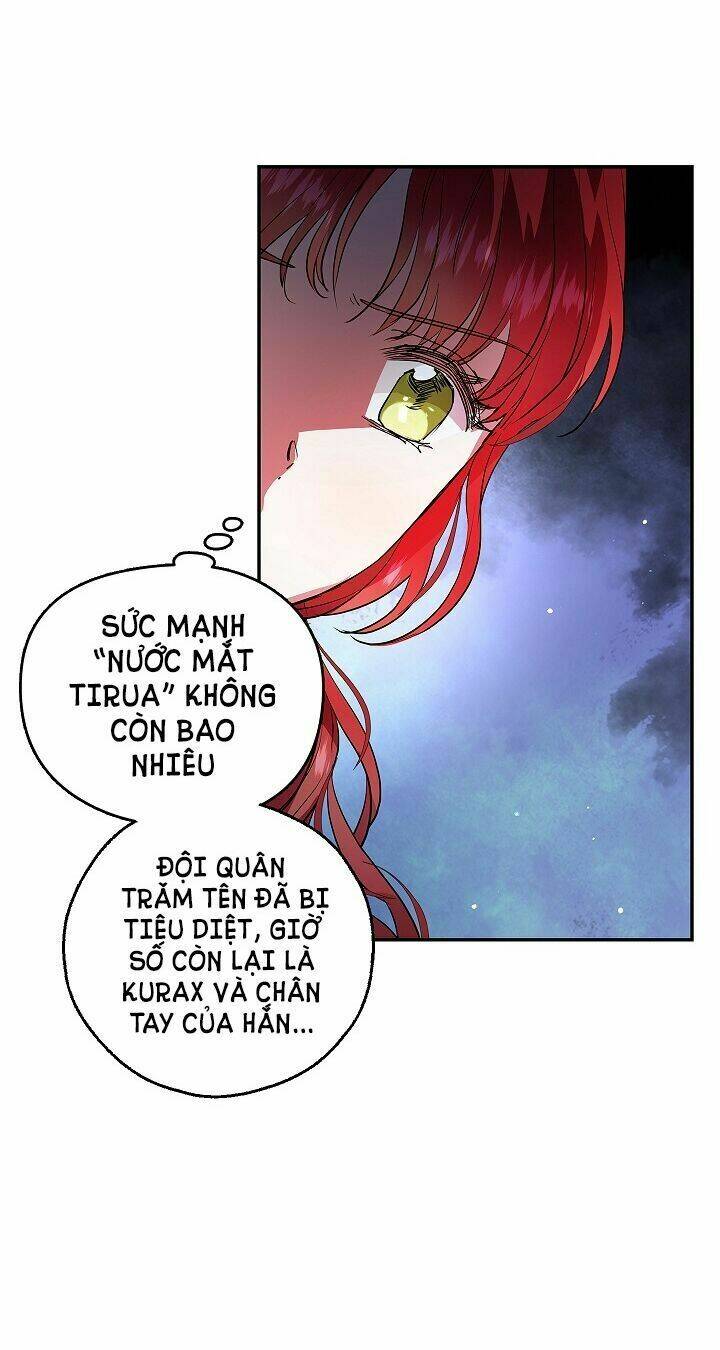 SỨC MẠNH
“NƯỚC MẮT
TIRUA” KHÔNG
CÒN BAO
NHIÊU
ĐỘI QUÂN
TRĂM TÊN ĐÃ BỊ
TIÊU DIỆT, GIỜ
SỐ CÒN LẠI LÀ
KURAX VÀ CHÂN
TAY CỦA HẮN...